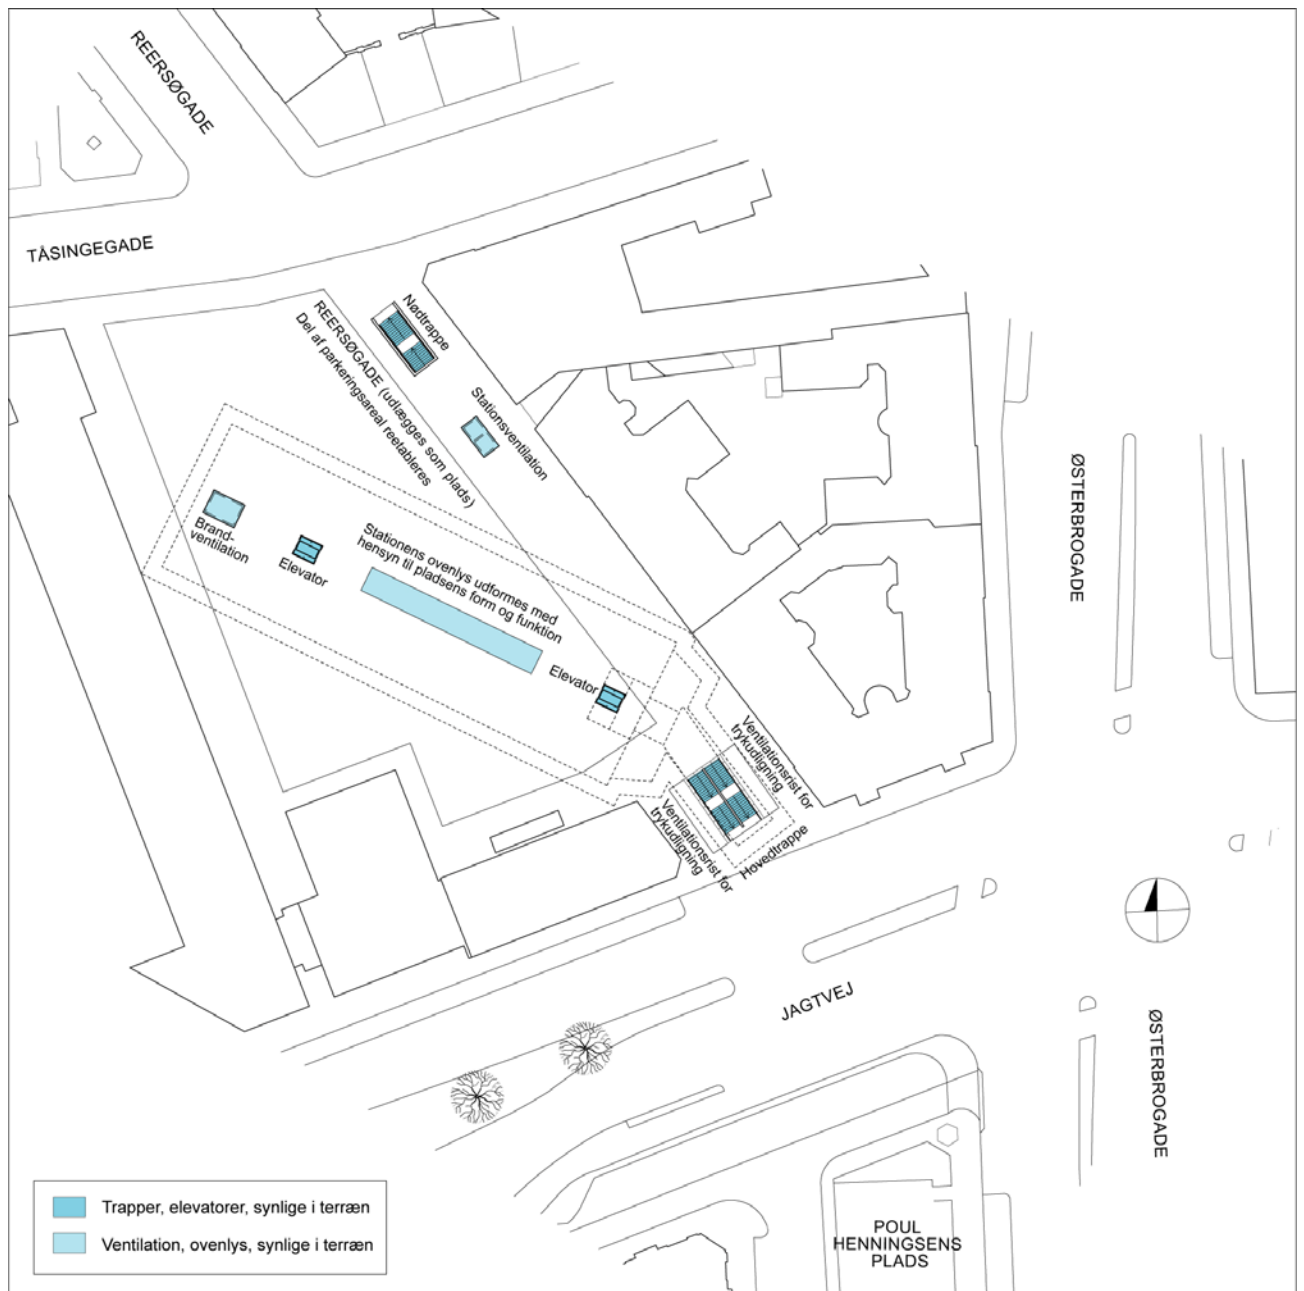 REERSØGADE
TÅSINGEGADE
Nødtrappe
REERSØGADE (udlægges som plads)
Del af parkeringsareal reelableres
Stationsventilation
ØSTERBROGADE
Brand-
ventilation
Elevator
Stationens ovenlys udformes med
hensyn til pladsens form og funktion
Elevator
Ventilationsrist for
trykudligning
Ventilationsrist for
trykudligning
Hovedtrappe
JAGTVEJ
ØSTERBROGADE
Trapper, elevatorer, synlige i terræn
Ventilation, ovenlys, synlige i terræn
POUL
HENNINGSENS
PLADS